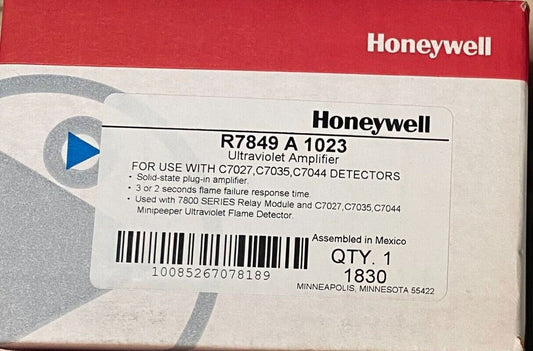 Honeywell
Honeywell
R7849 A 1023
Ultraviolet Amplifier
FOR USE WITH C7027,C7035,C7044 DETECTORS
• Solid-state plug-in amplifier.
• 3 or 2 seconds flame failure response time.
• Used with 7800 SERIES Relay Module and C7027,C7035,C7044
Minipeeper Ultraviolet Flame Detector.
Assembled in Mexico
QTY. 1
10085267078189
1830
MINNEAPOLIS, MINNESOTA 55422